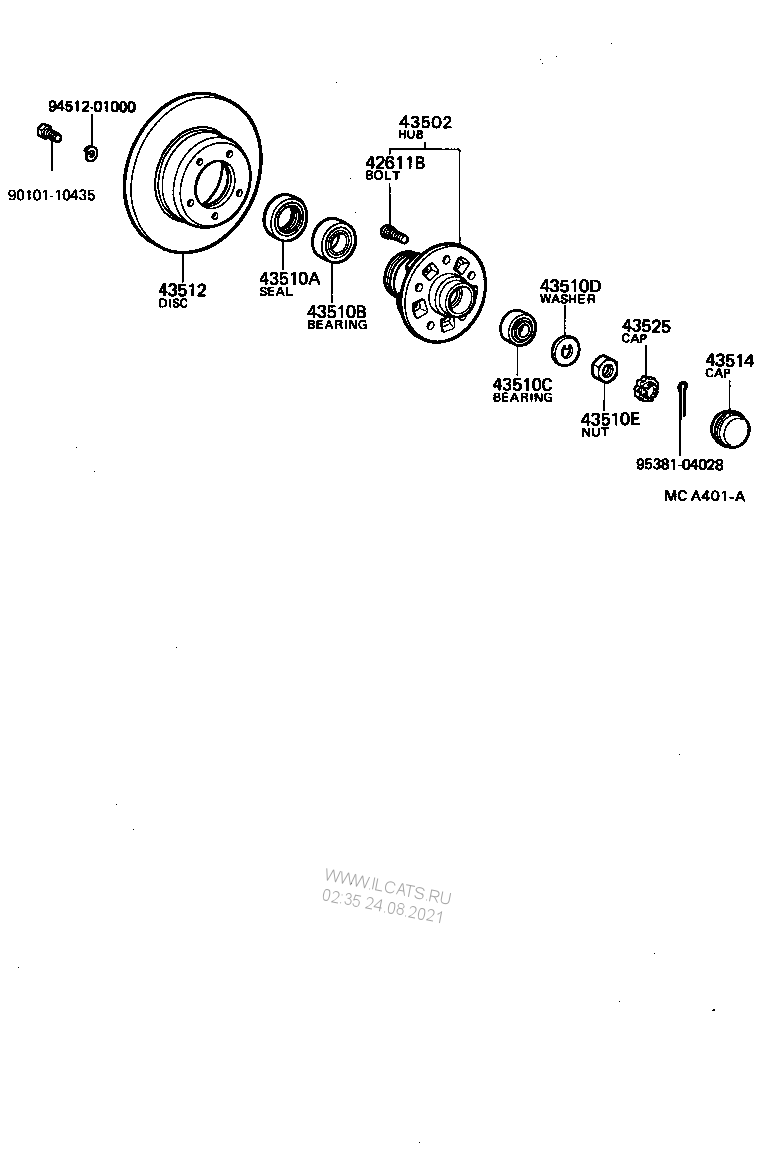 94512-01000
90101-10435
43512
DISC
43510A
SEAL
43510B
BEARING
43502
HUB
42611B
BOLT
43510D
WASHER
43510C
BEARING
43525
CAP
43510E
NUT
43514
CAP
95381-04028
MC A401-A
WWW.ILCATS.RU
02:35 24.08.2021